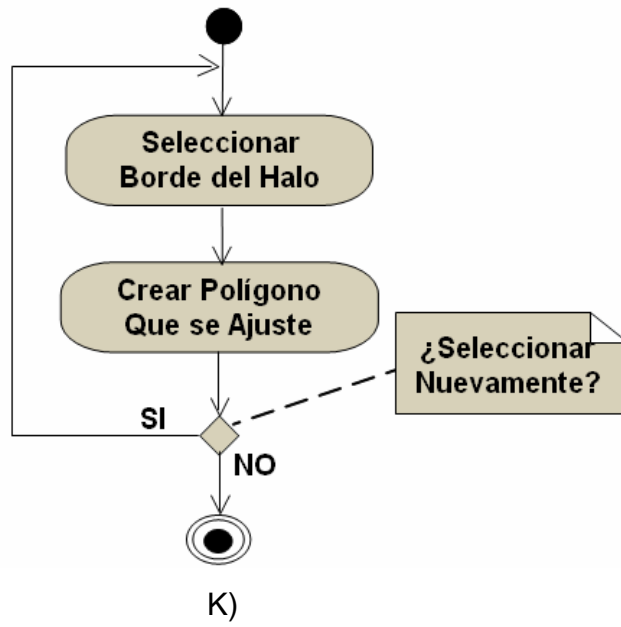 Seleccionar
Borde del Halo
Crear Polígono
Que se Ajuste
¿Seleccionar
Nuevamente?
SI
NO
K)